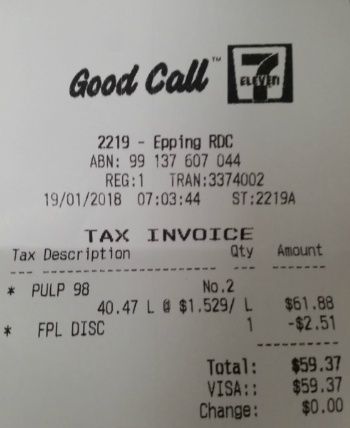 Good Call™ 7 ELEVEN
2219 - Epping RDC
ABN: 99 137 607 044
REG:1 TRAN:3374002
19/01/2018 07:03:44 ST:2219A
TAX INVOICE
Tax Description Qty Amount
* PULP 98 No.2
40.47 L @ $1.529/ L $61.88
* FPL DISC 1 -$2.51
Total: $59.37
VISA:: $59.37
Change: $0.00